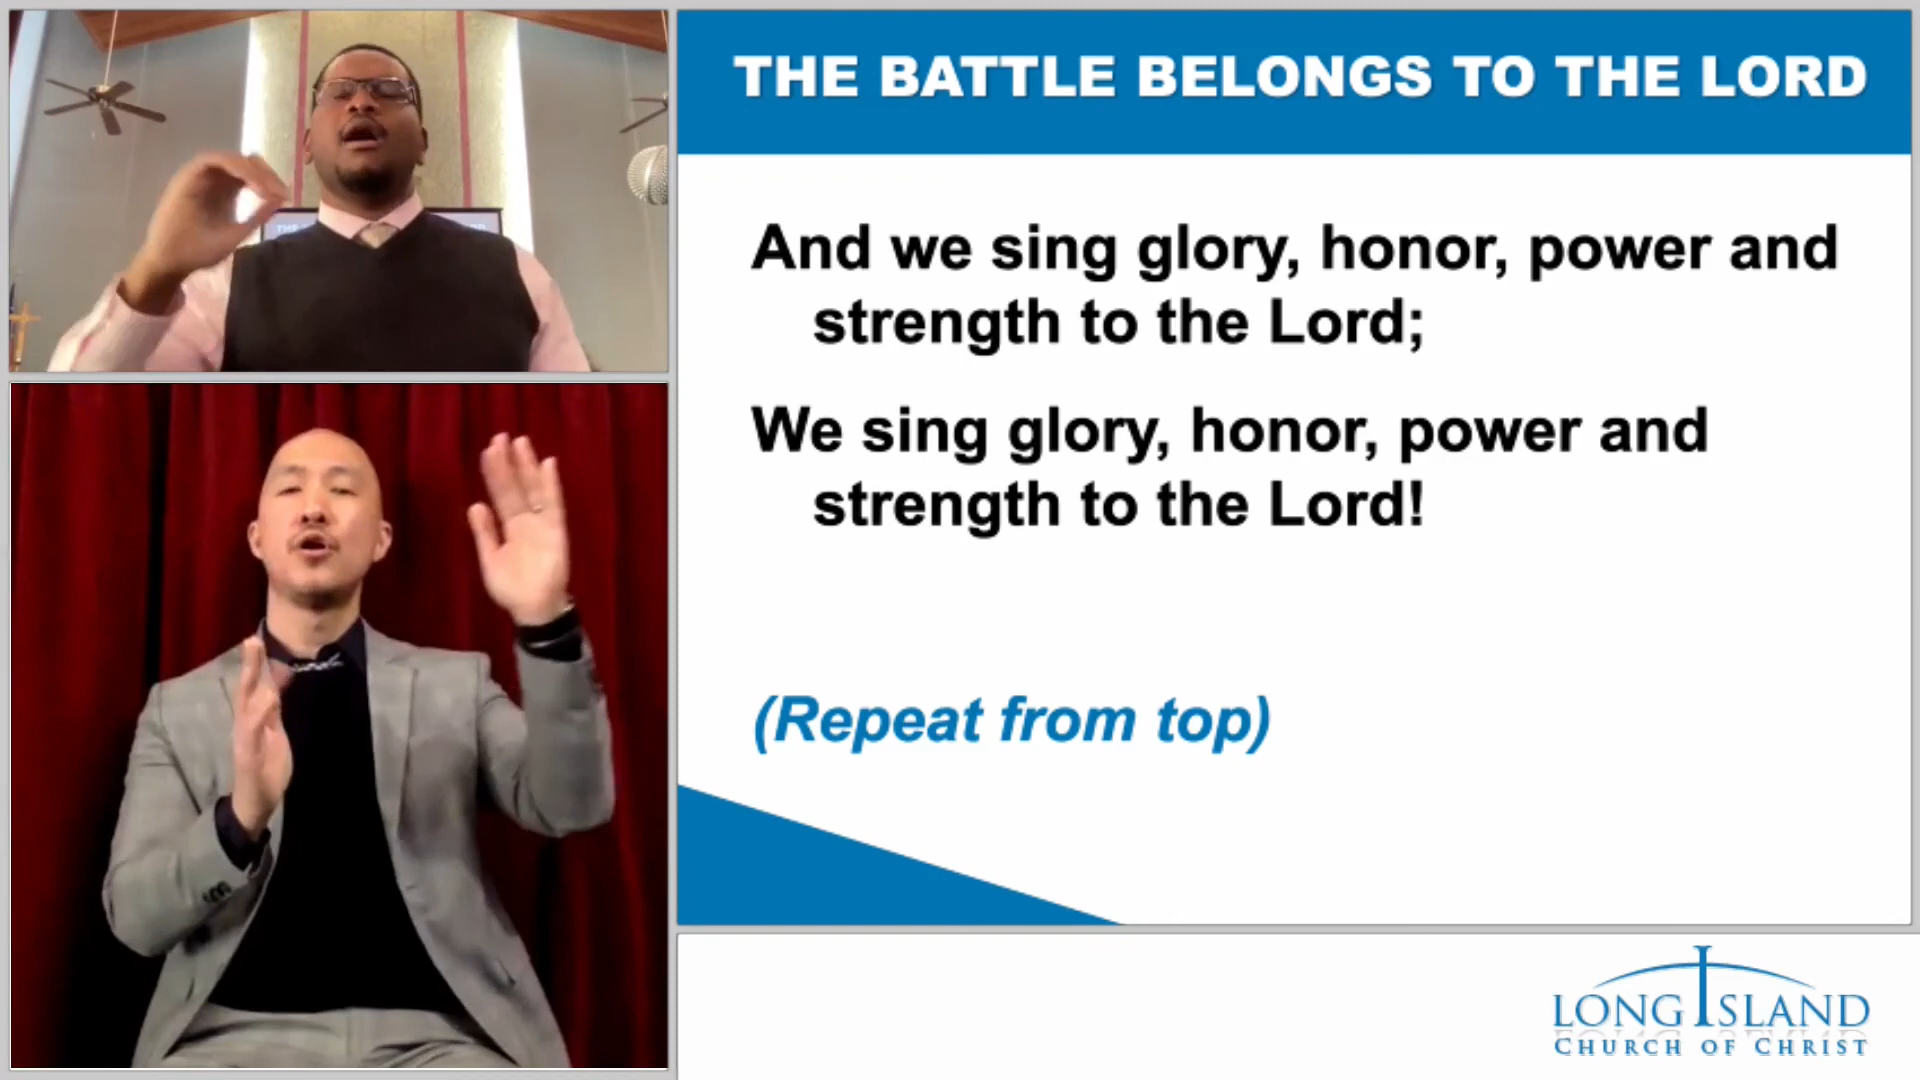 THE BATTLE BELONGS TO THE LORD
And we sing glory, honor, power and
strength to the Lord;
We sing glory, honor, power and
strength to the Lord!
(Repeat from top)
LONG ISLAND
CHURCH OF CHRIST